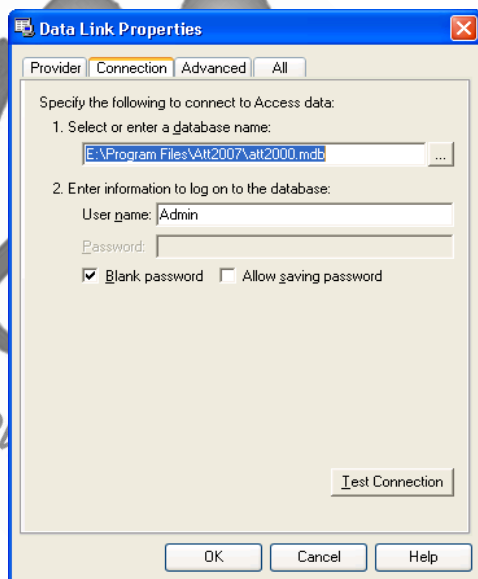 Data Link Properties
Provider Connection Advanced All
Specify the following to connect to Access data:
1. Select or enter a database name:
E:\Program Files\Att2007\att2000.mdb ...
2. Enter information to log on to the database:
User name: Admin
Password:
Blank password Allow saving password
Test Connection
OK Cancel Help